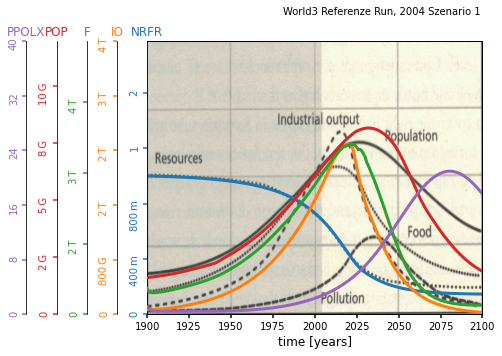 World3 Referenze Run, 2004 Szenario 1
PPOLX POP F IO NRFR
40 4 T
32 10 G 4 T 3 T 2
24 8 G 3 T 2 T 1
16 5 G 2 T 800 m
8 2 G 2 T 800 G 400 m
0 0 0 0 0
Industrial output
Population
Resources
Food
Pollution
1900 1925 1950 1975 2000 2025 2050 2075 2100
time [years]